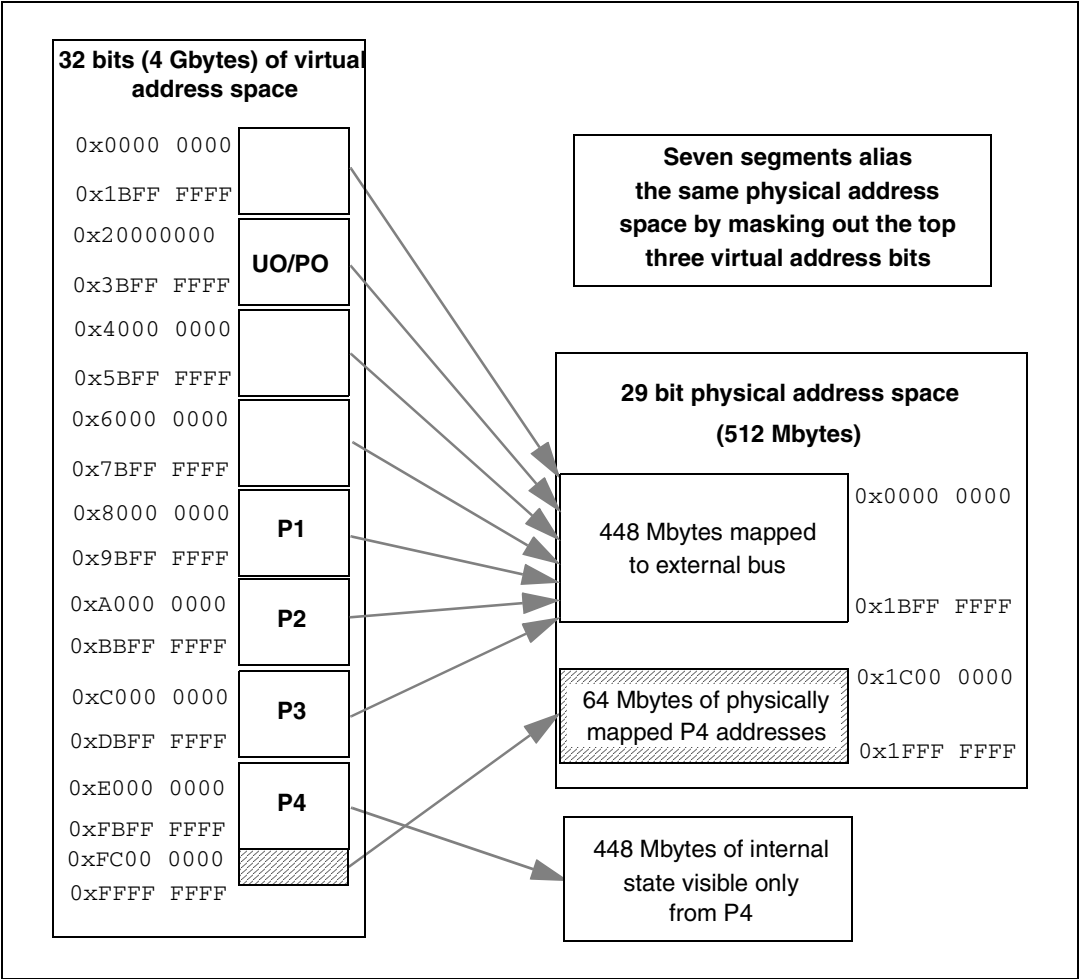 32 bits (4 Gbytes) of virtual
address space
0x0000 0000
0x1BFF FFFF
0x20000000
UO/PO
0x3BFF FFFF
0x4000 0000
0x5BFF FFFF
0x6000 0000
0x7BFF FFFF
0x8000 0000
P1
0x9BFF FFFF
0xA000 0000
P2
0xBBFF FFFF
0xC000 0000
P3
0xDBFF FFFF
0xE000 0000
P4
0xFBFF FFFF
0xFC00 0000
0xFFFF FFFF
Seven segments alias
the same physical address
space by masking out the top
three virtual address bits
29 bit physical address space
(512 Mbytes)
448 Mbytes mapped
to external bus
0x0000 0000
0x1BFF FFFF
64 Mbytes of physically
mapped P4 addresses
0x1C00 0000
0x1FFF FFFF
448 Mbytes of internal
state visible only
from P4